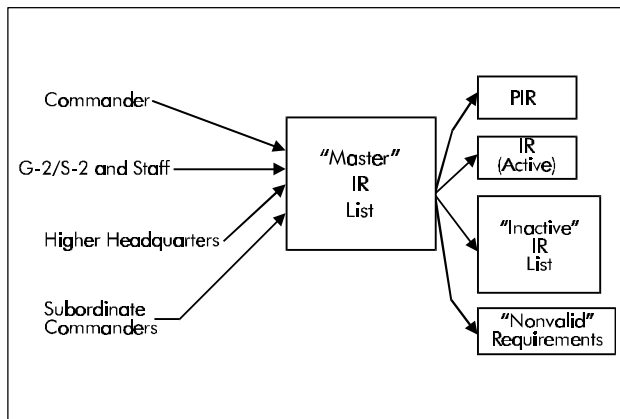 Commander
G-2/S-2 and Staff
Higher Headquarters
Subordinate
Commanders
“Master”
IR
List
PIR
IR
(Active)
“Inactive”
IR
List
“Nonvalid”
Requirements